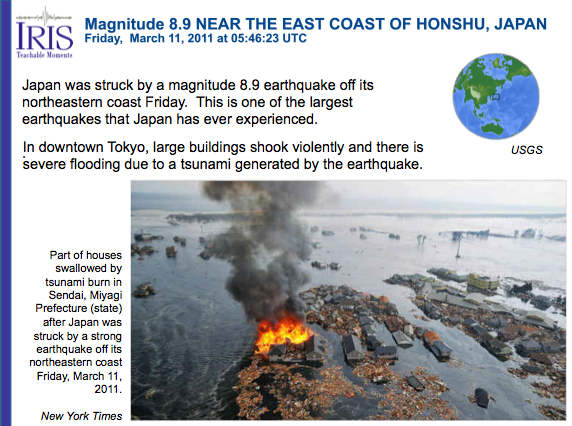 IRIS
Teachable Moments
Magnitude 8.9 NEAR THE EAST COAST OF HONSHU, JAPAN
Friday, March 11, 2011 at 05:46:23 UTC
Japan was struck by a magnitude 8.9 earthquake off its
northeastern coast Friday. This is one of the largest
earthquakes that Japan has ever experienced.
In downtown Tokyo, large buildings shook violently and there is
severe flooding due to a tsunami generated by the earthquake.
USGS
Part of houses
swallowed by
tsunami burn in
Sendai, Miyagi
Prefecture (state)
after Japan was
struck by a strong
earthquake off its
northeastern coast
Friday, March 11,
2011.
New York Times